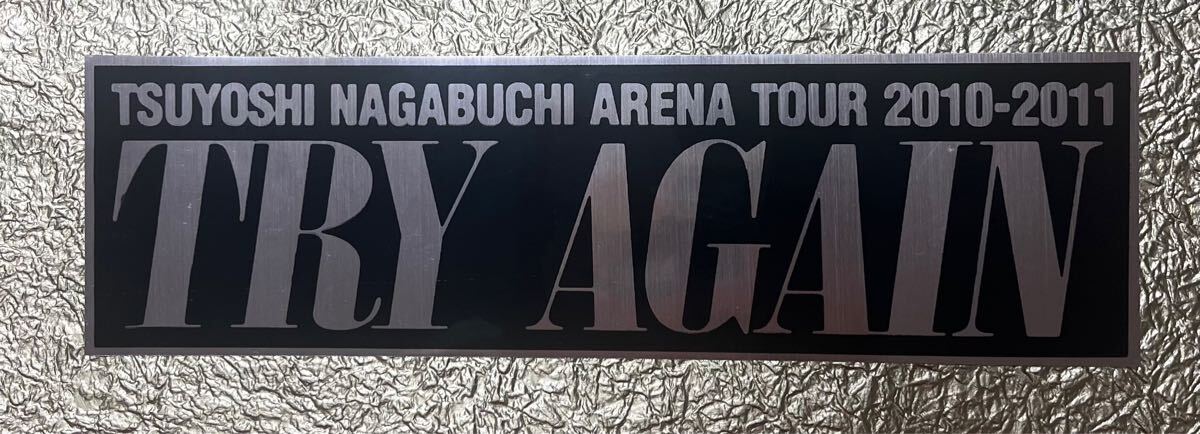 TSUYOSHI NAGABUCHI ARENA TOUR 2010-2011
TRY AGAIN